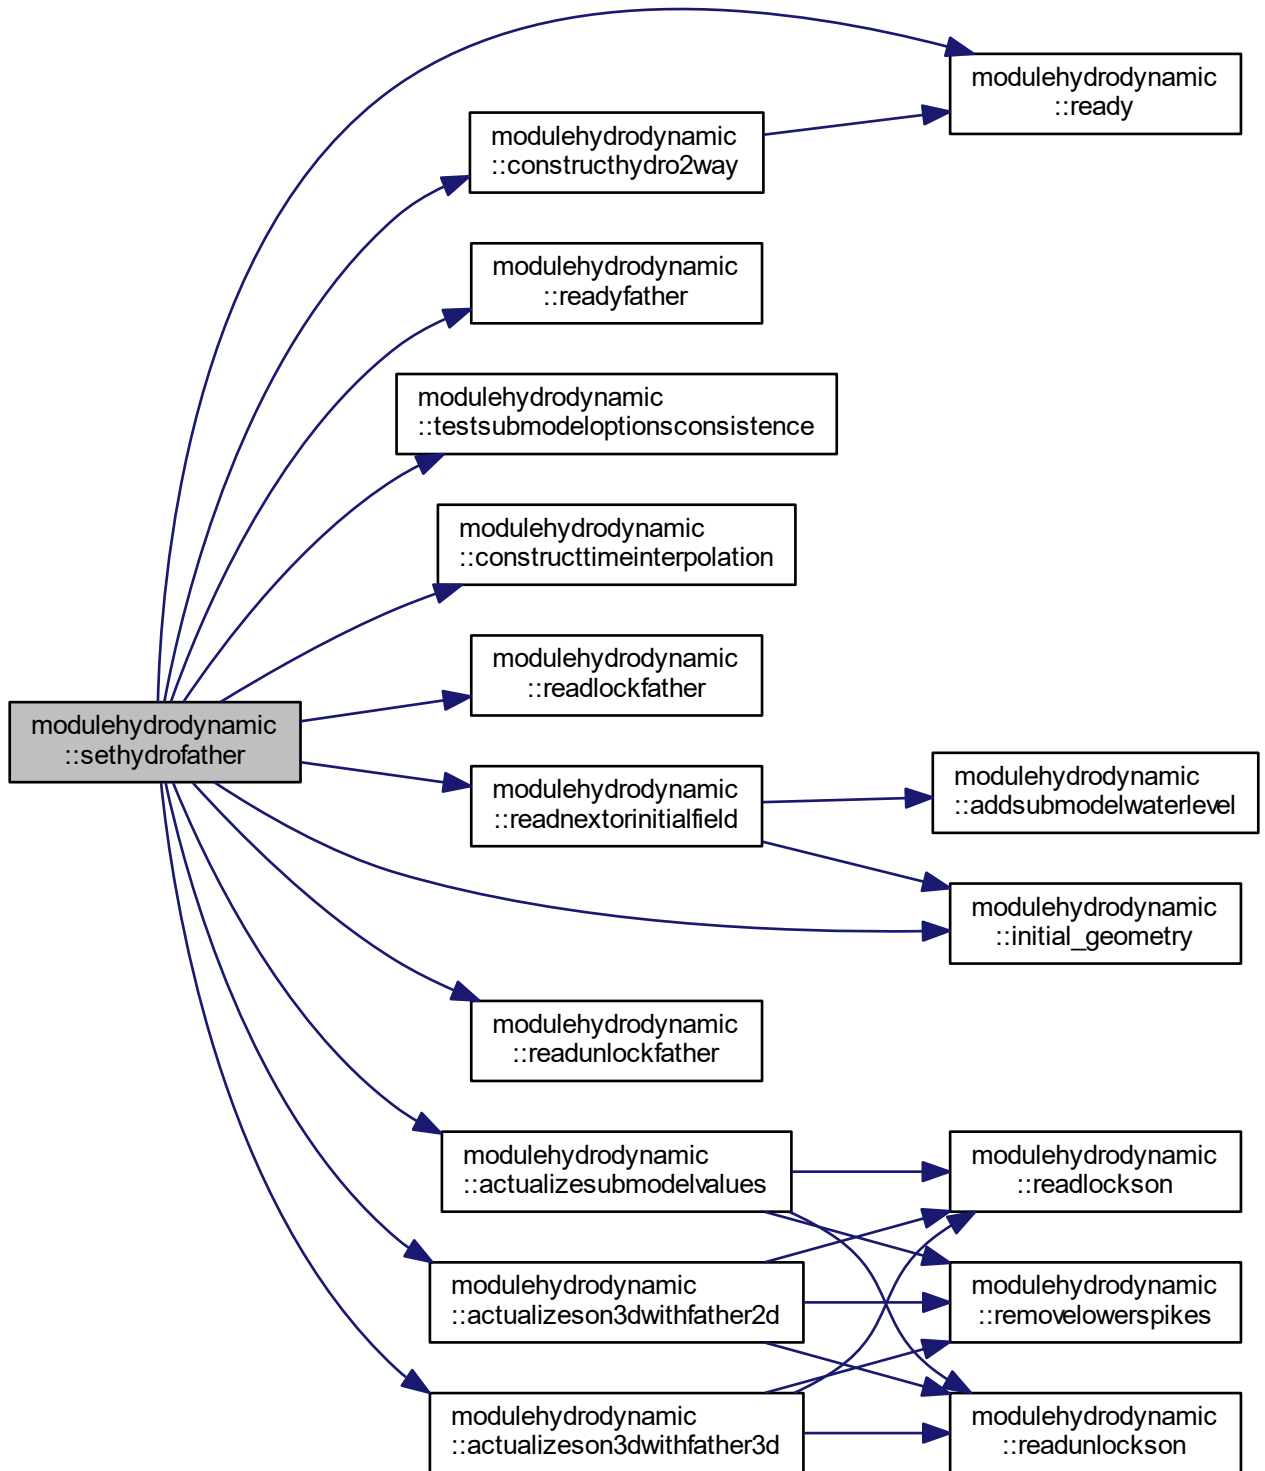 modulehydrodynamic
::ready
modulehydrodynamic
::constructhydro2way
modulehydrodynamic
::readyfather
modulehydrodynamic
::testsubmodeloptionsconsistence
modulehydrodynamic
::constructtimeinterpolation
modulehydrodynamic
::readlockfather
modulehydrodynamic
::sethydrofather
modulehydrodynamic
::readnextorinitialfield
modulehydrodynamic
::addsubmodelwaterlevel
modulehydrodynamic
::initial_geometry
modulehydrodynamic
::readunlockfather
modulehydrodynamic
::actualizesubmodelvalues
modulehydrodynamic
::readlockson
modulehydrodynamic
::actualizeson3dwithfather2d
modulehydrodynamic
::removelowerspikes
modulehydrodynamic
::actualizeson3dwithfather3d
modulehydrodynamic
::readunlockson